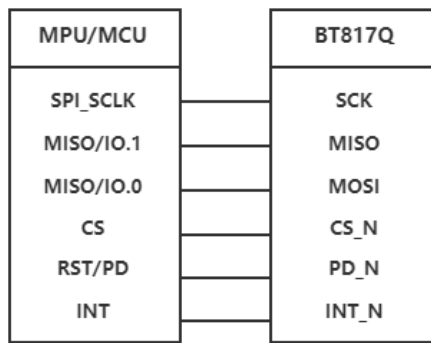 MPU/MCU BT817Q
SPI_SCLK SCK
MISO/IO.1 MISO
MISO/IO.0 MOSI
CS CS_N
RST/PD PD_N
INT INT_N